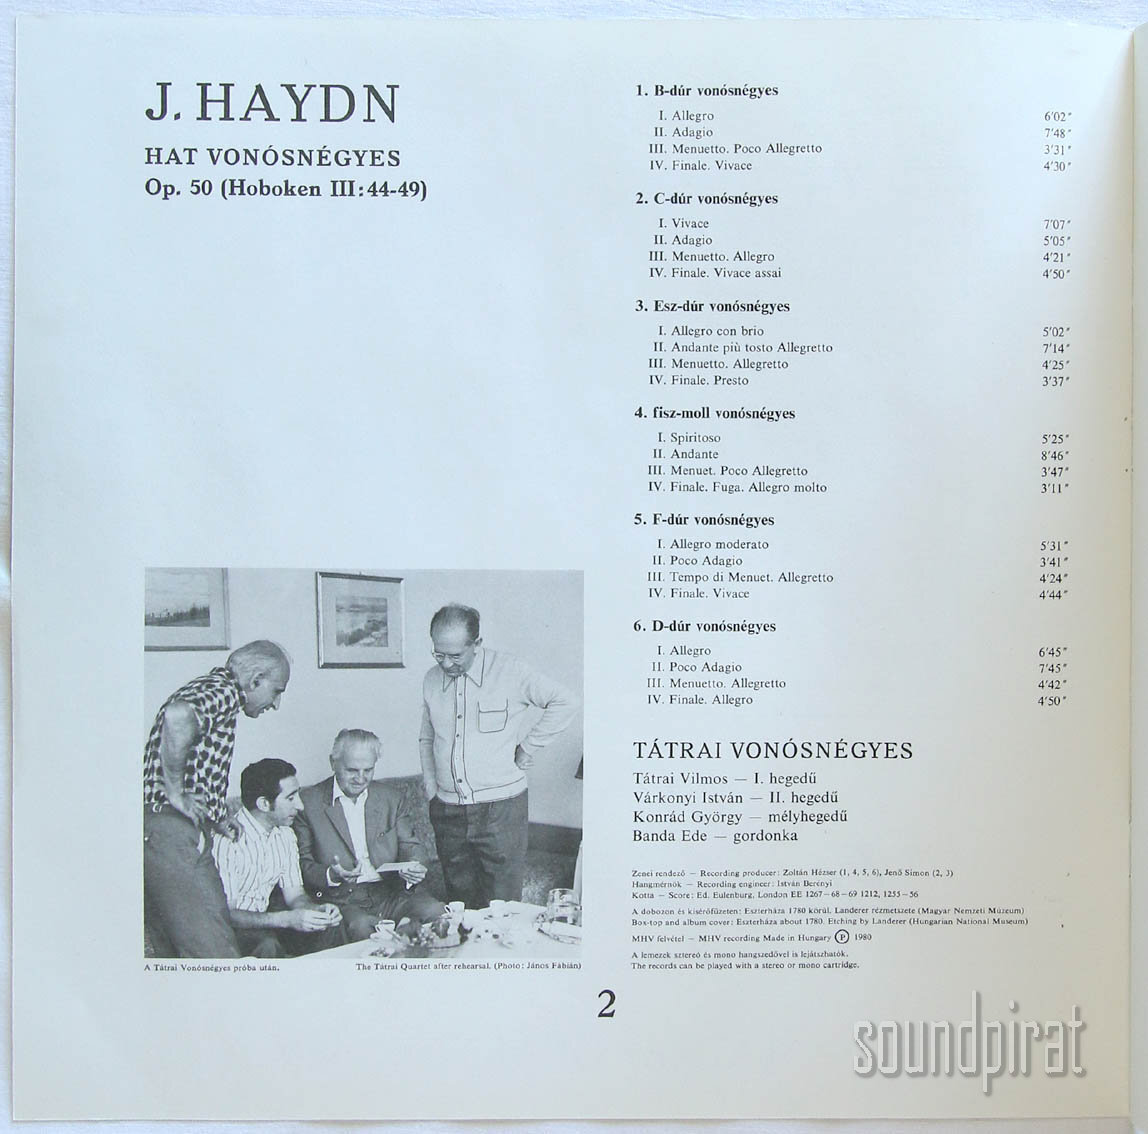 J. HAYDN
HAT VONÓSNÉGYES
Op. 50 (Hoboken III: 44-49)
1. B-dúr vonósnégyes
I. Allegro 6'02"
II. Adagio 7'48"
III. Menuetto. Poco Allegretto 3'31"
IV. Finale. Vivace 4'30"
2. C-dúr vonósnégyes
I. Vivace 7'07"
II. Adagio 5'05"
III. Menuetto. Allegro 4'21"
IV. Finale. Vivace assai 4'50"
3. Esz-dúr vonósnégyes
I. Allegro con brio 5'02"
II. Andante più tosto Allegretto 7'14"
III. Menuetto. Allegretto 4'25"
IV. Finale. Presto 3'37"
4. fisz-moll vonósnégyes
I. Spiritoso 5'25"
II. Andante 8'46"
III. Menuet. Poco Allegretto 3'47"
IV. Finale. Fuga. Allegro molto 3'11"
5. F-dúr vonósnégyes
I. Allegro moderato 5'31"
II. Poco Adagio 3'41"
III. Tempo di Menuet. Allegretto 4'24"
IV. Finale. Vivace 4'44"
6. D-dúr vonósnégyes
I. Allegro 6'45"
II. Poco Adagio 7'45"
III. Menuetto. Allegretto 4'42"
IV. Finale. Allegro 4'50"
TÁTRAI VONÓSNÉGYES
Tátrai Vilmos — I. hegedű
Várkonyi István — II. hegedű
Konrád György — mélyhegedű
Banda Ede — gordonka
Zenei rendező — Recording producer: Zoltán Hézser (1, 4, 5, 6), Jenő Simon (2, 3)
Hangmérnök — Recording engineer: István Berényi
Kotta — Score: Ed. Eulenburg, London EE 1267—68—69 1212, 1255—56
A dobozon és kísérőfüzeten: Eszterháza 1780 körül. Landerer rézmetszete (Magyar Nemzeti Múzeum)
Box-top and album cover: Eszterháza about 1780. Etching by Landerer (Hungarian National Museum)
MHV felvétel — MHV recording Made in Hungary Ⓟ 1980
A lemezek sztereó és mono hangszedővel is lejátszhatók.
The records can be played with a stereo or mono cartridge.
A Tátrai Vonósnégyes próba után. The Tátrai Quartet after rehearsal. (Photo: János Fábián)
2
soundpirat